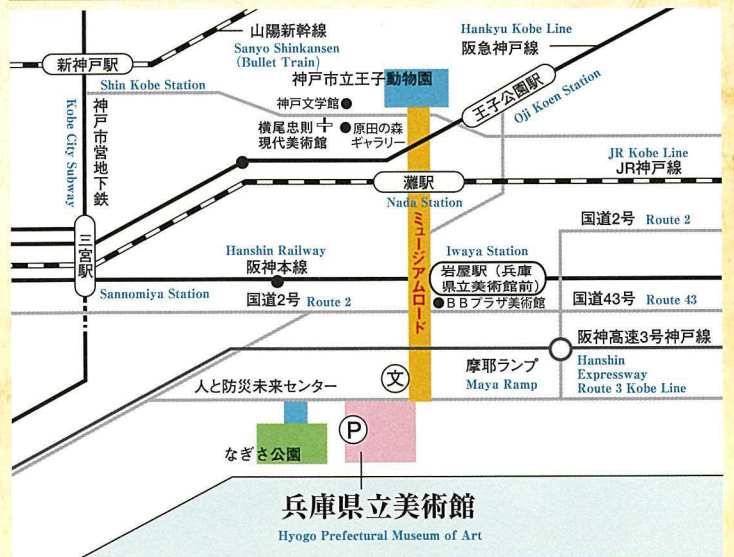 山陽新幹線
Sanyo Shinkansen
(Bullet Train)
Hankyu Kobe Line
阪急神戸線
新神戸駅
Shin Kobe Station
神戸市立王子動物園
王子公園駅
Oji Koen Station
神戸文学館
横尾忠則
現代美術館
原田の森
ギャラリー
神戸市営地下鉄
Kobe City Subway
JR Kobe Line
JR神戸線
灘駅
Nada Station
ミュージアムロード
三宮駅
Sannomiya Station
Hanshin Railway
阪神本線
国道2号 Route 2
Iwaya Station
岩屋駅(兵庫
県立美術館前)
BBプラザ美術館
国道2号 Route 2
国道43号 Route 43
阪神高速3号神戸線
Hanshin
Expressway
Route 3 Kobe Line
摩耶ランプ
Maya Ramp
文
人と防災未来センター
なぎさ公園
P
兵庫県立美術館
Hyogo Prefectural Museum of Art